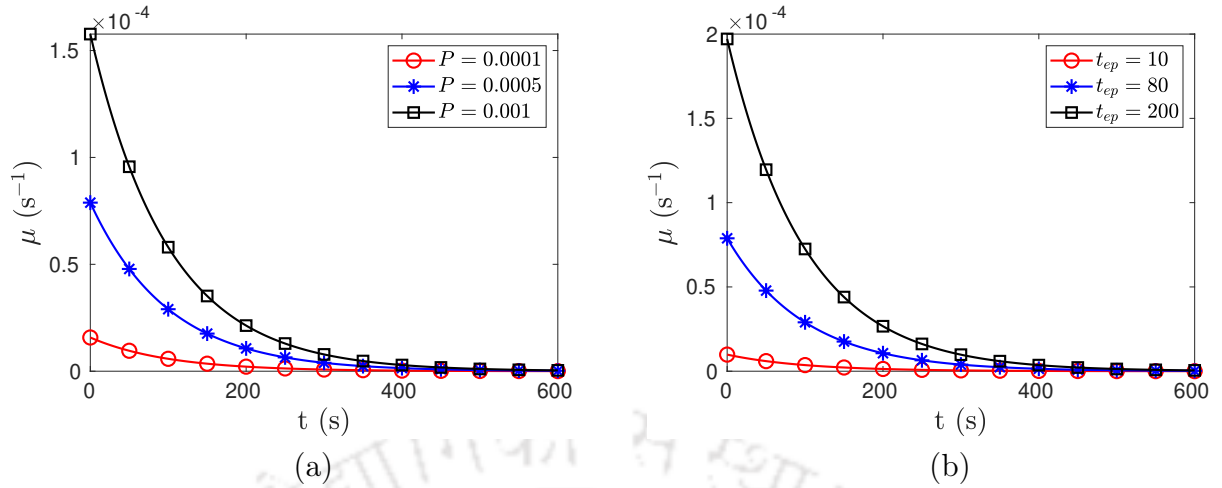 ×10⁻⁴
1.5
1
0.5
0
0 200 400 600
μ (s⁻¹)
t (s)
P = 0.0001
P = 0.0005
P = 0.001
(a)
×10⁻⁴
2
1.5
1
0.5
0
0 200 400 600
μ (s⁻¹)
t (s)
t_ep = 10
t_ep = 80
t_ep = 200
(b)